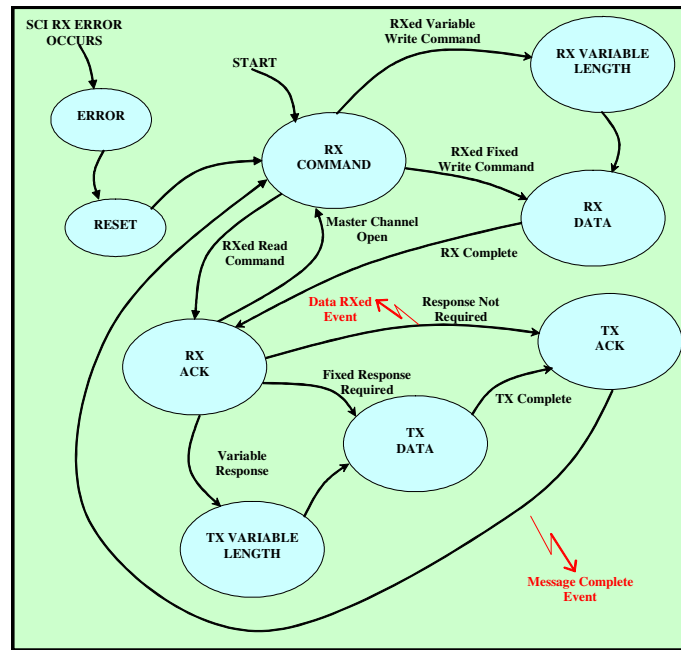 SCI RX ERROR
OCCURS
START
RXed Variable
Write Command
RX VARIABLE
LENGTH
ERROR
RX
COMMAND
RXed Fixed
Write Command
RESET
RX
DATA
Master Channel
Open
RXed Read
Command
RX Complete
Data RXed
Event
Response Not
Required
RX
ACK
TX
ACK
Fixed Response
Required
TX Complete
TX
DATA
Variable
Response
TX VARIABLE
LENGTH
Message Complete
Event